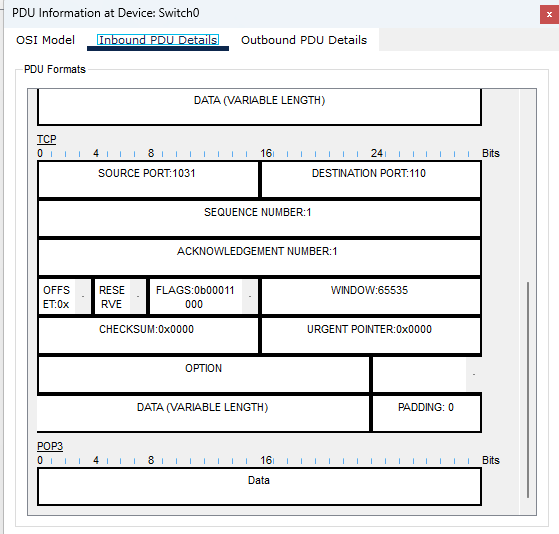 PDU Information at Device: Switch0
x
OSI Model Inbound PDU Details Outbound PDU Details
PDU Formats
DATA (VARIABLE LENGTH)
TCP
0 4 8 16 24 Bits
SOURCE PORT:1031 DESTINATION PORT:110
SEQUENCE NUMBER:1
ACKNOWLEDGEMENT NUMBER:1
OFFS RESE FLAGS:0b00011 WINDOW:65535
ET:0x RVE 000
CHECKSUM:0x0000 URGENT POINTER:0x0000
OPTION
DATA (VARIABLE LENGTH) PADDING: 0
POP3
0 4 8 16 Bits
Data